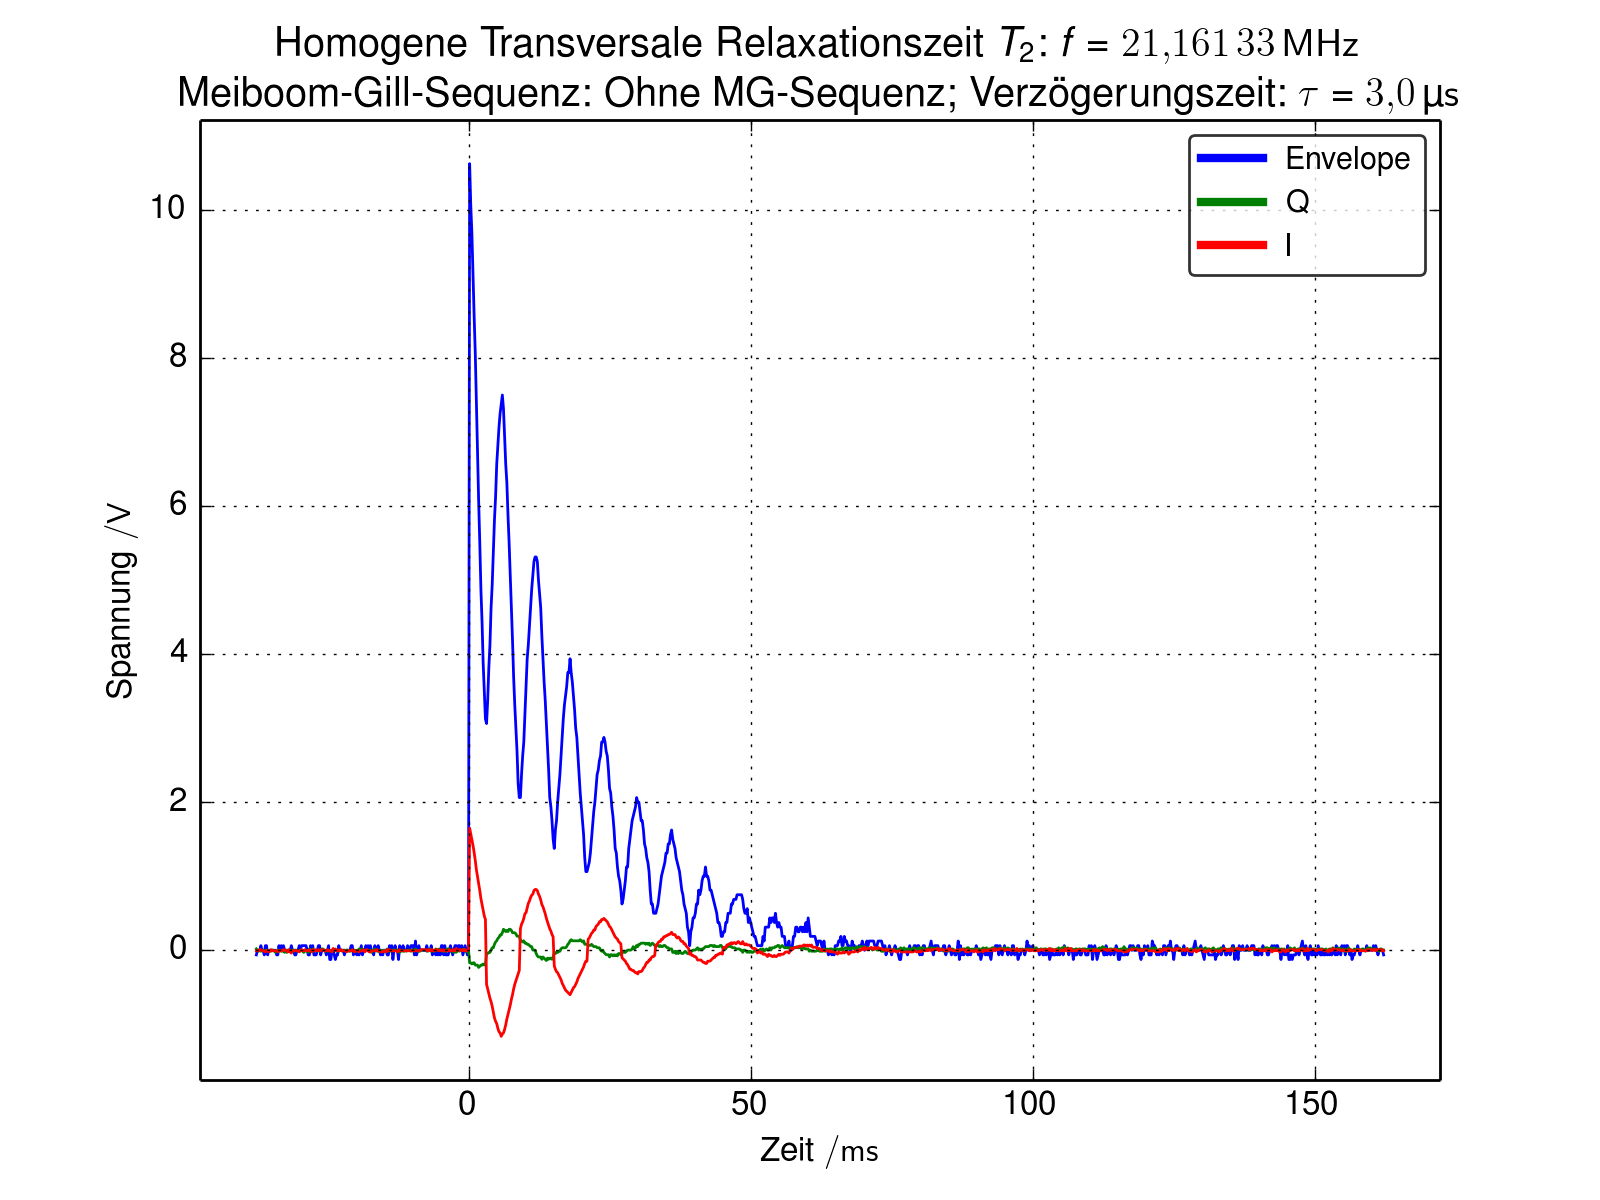 Homogene Transversale Relaxationszeit T₂: f = 21,161 33 MHz
Meiboom-Gill-Sequenz: Ohne MG-Sequenz; Verzögerungszeit: τ = 3,0 µs
Envelope
Q
I
10
8
6
4
2
0
Spannung /V
0 50 100 150
Zeit /ms